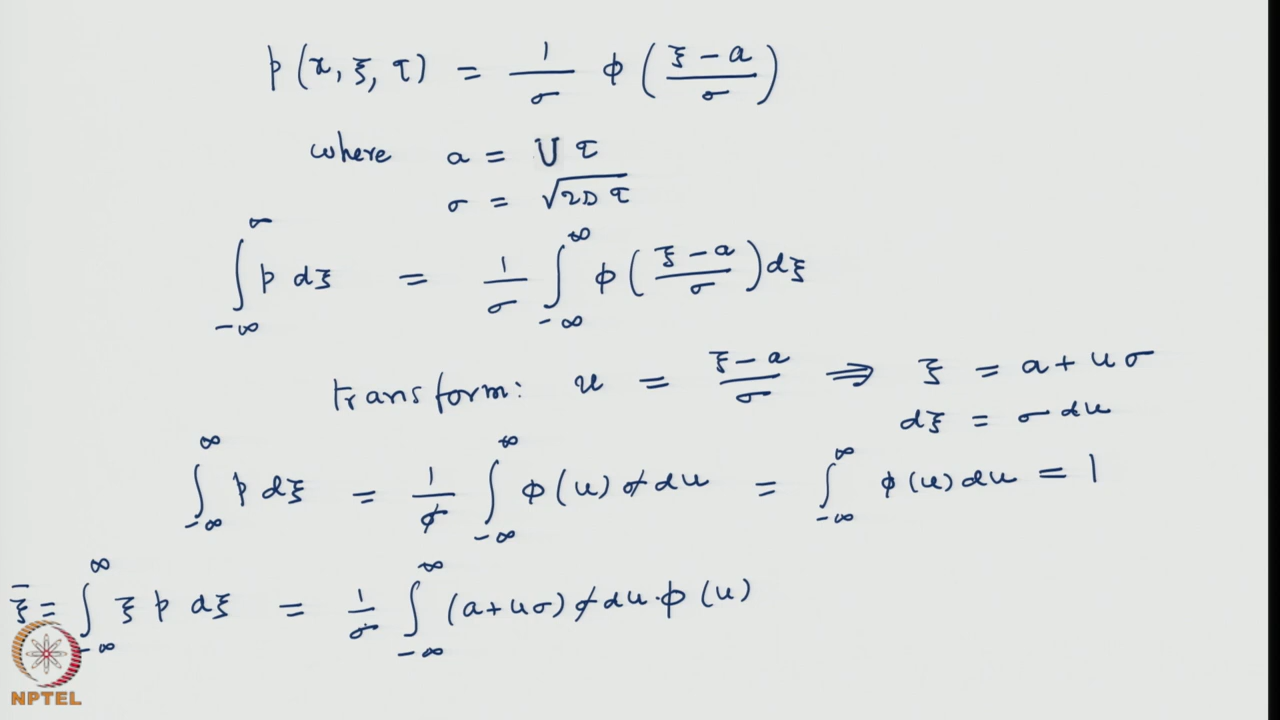 p(x, ξ, τ) = 1/σ ϕ((ξ - a)/σ)
where a = U τ
σ = √(2Dτ)
∫_{-∞}^{∞} p dξ = 1/σ ∫_{-∞}^{∞} ϕ((ξ - a)/σ) dξ
transform: u = (ξ - a)/σ ⇒ ξ = a + uσ
dξ = σ du
∫_{-∞}^{∞} p dξ = 1/σ ∫_{-∞}^{∞} ϕ(u) σ du = ∫_{-∞}^{∞} ϕ(u) du = 1
ξ̄ = ∫_{-∞}^{∞} ξ p dξ = 1/σ ∫_{-∞}^{∞} (a + uσ) σ du · ϕ(u)
NPTEL